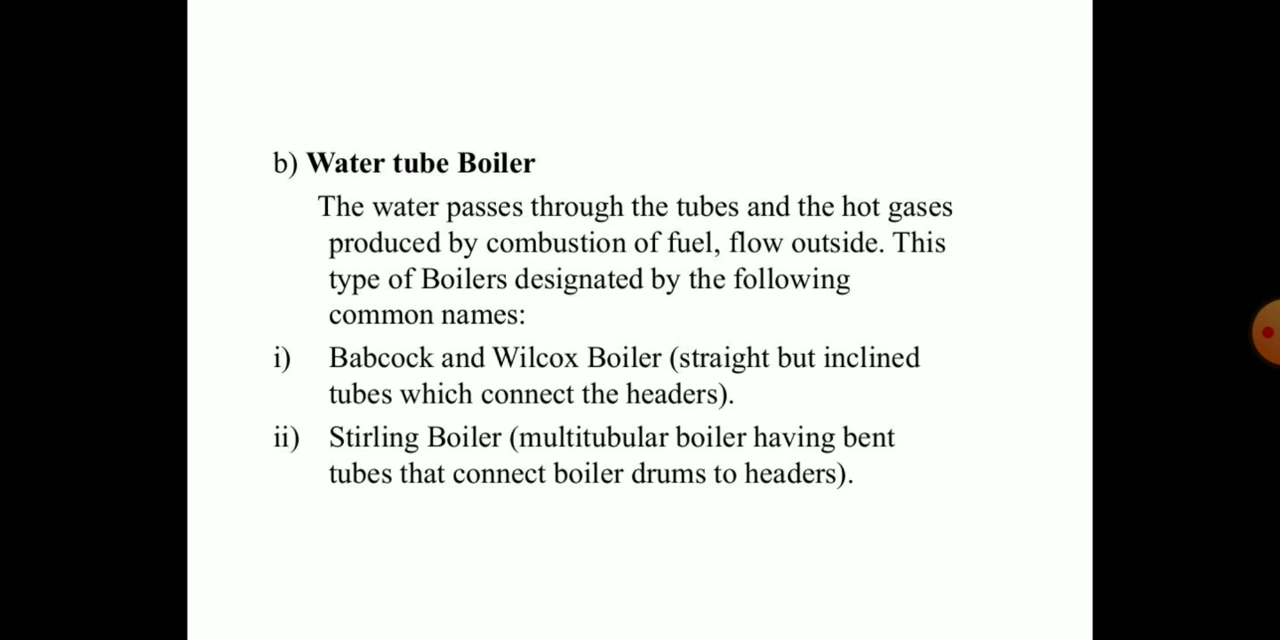 b) Water tube Boiler
The water passes through the tubes and the hot gases
produced by combustion of fuel, flow outside. This
type of Boilers designated by the following
common names:
i) Babcock and Wilcox Boiler (straight but inclined
tubes which connect the headers).
ii) Stirling Boiler (multitubular boiler having bent
tubes that connect boiler drums to headers).